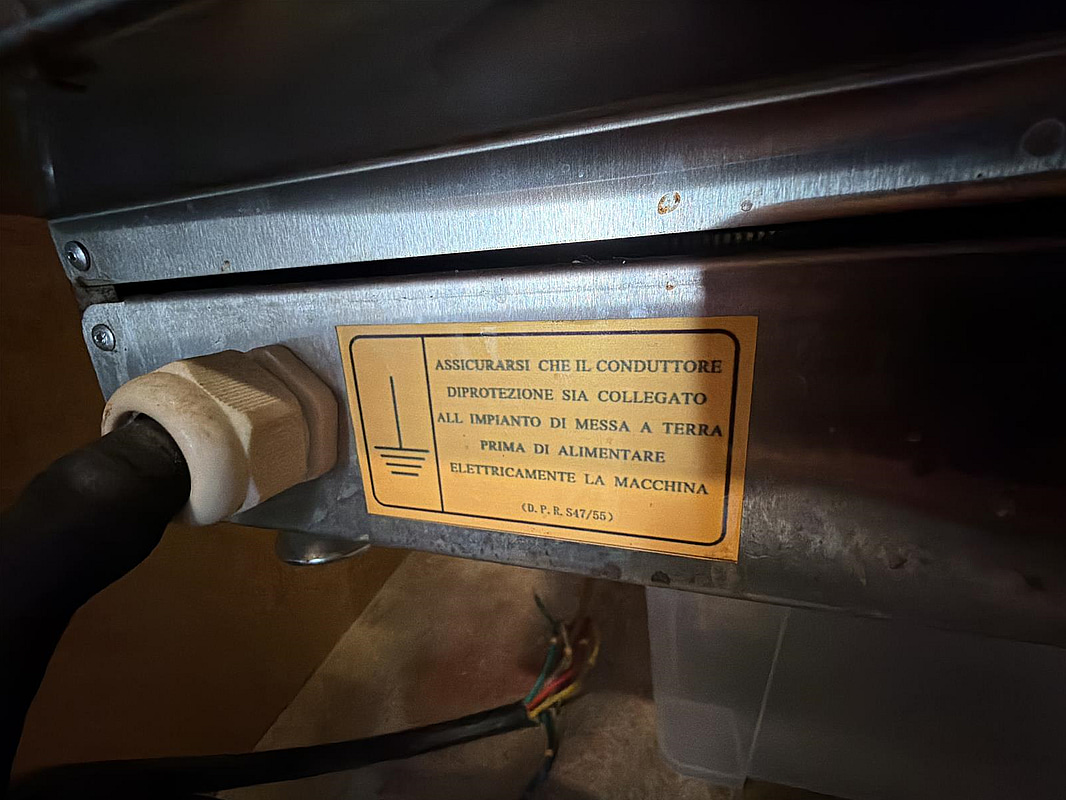 ASSICURARSI CHE IL CONDUTTORE
DIPROTEZIONE SIA COLLEGATO
ALL IMPIANTO DI MESSA A TERRA
PRIMA DI ALIMENTARE
ELETTRICAMENTE LA MACCHINA
(D. P. R. S47/55)